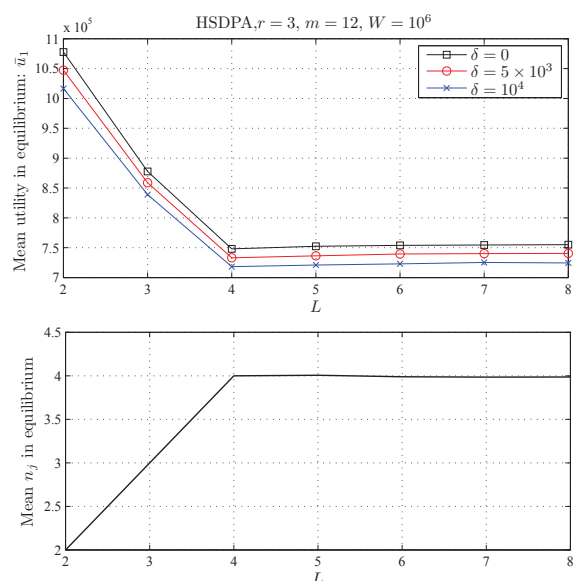 HSDPA,r = 3, m = 12, W = 10^6
x 10^5
Mean utility in equilibrium: ū_1
11
10.5
10
9.5
9
8.5
8
7.5
7
δ = 0
δ = 5 × 10^3
δ = 10^4
2 3 4 5 6 7 8
L
Mean n_j in equilibrium
4.5
4
3.5
3
2.5
2
2 3 4 5 6 7 8
L